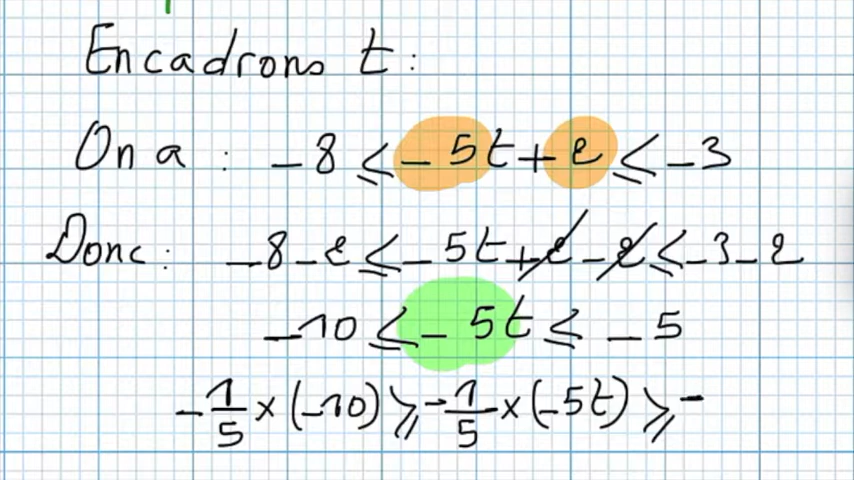 Encadrons t :
On a : -8 ⩽ -5t + 2 ⩽ -3
Donc : -8 - 2 ⩽ -5t + 2 - 2 ⩽ -3 - 2
-10 ⩽ -5t ⩽ -5
-1/5 × (-10) ⩾ -1/5 × (-5t) ⩾ -